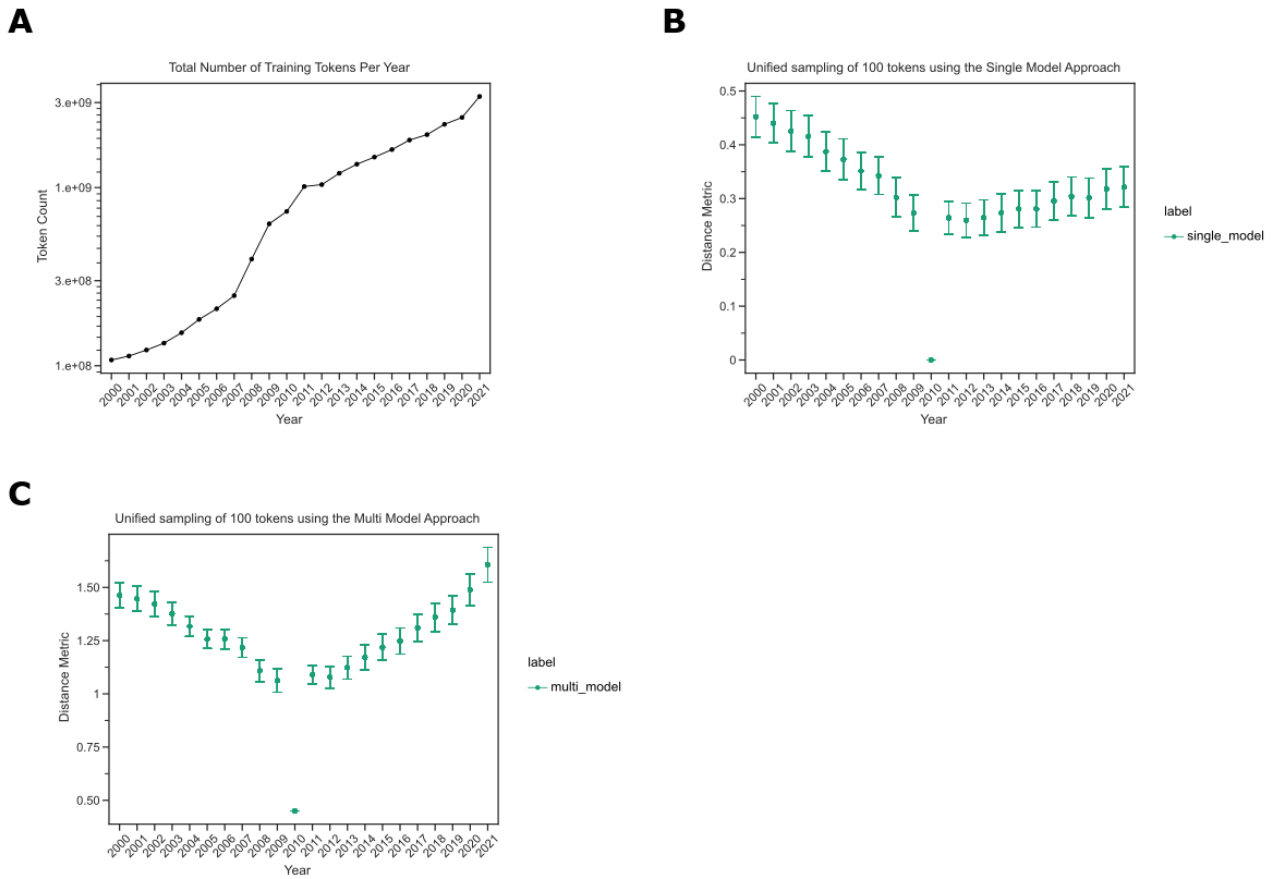 A
Total Number of Training Tokens Per Year
3.e+09
1.e+09
3.e+08
1.e+08
Token Count
2000 2001 2002 2003 2004 2005 2006 2007 2008 2009 2010 2011 2012 2013 2014 2015 2016 2017 2018 2019 2020 2021
Year
B
Unified sampling of 100 tokens using the Single Model Approach
0.5
0.4
0.3
0.2
0.1
0
Distance Metric
2000 2001 2002 2003 2004 2005 2006 2007 2008 2009 2010 2011 2012 2013 2014 2015 2016 2017 2018 2019 2020 2021
Year
label
single_model
C
Unified sampling of 100 tokens using the Multi Model Approach
1.50
1.25
1
0.75
0.50
Distance Metric
2000 2001 2002 2003 2004 2005 2006 2007 2008 2009 2010 2011 2012 2013 2014 2015 2016 2017 2018 2019 2020 2021
Year
label
multi_model